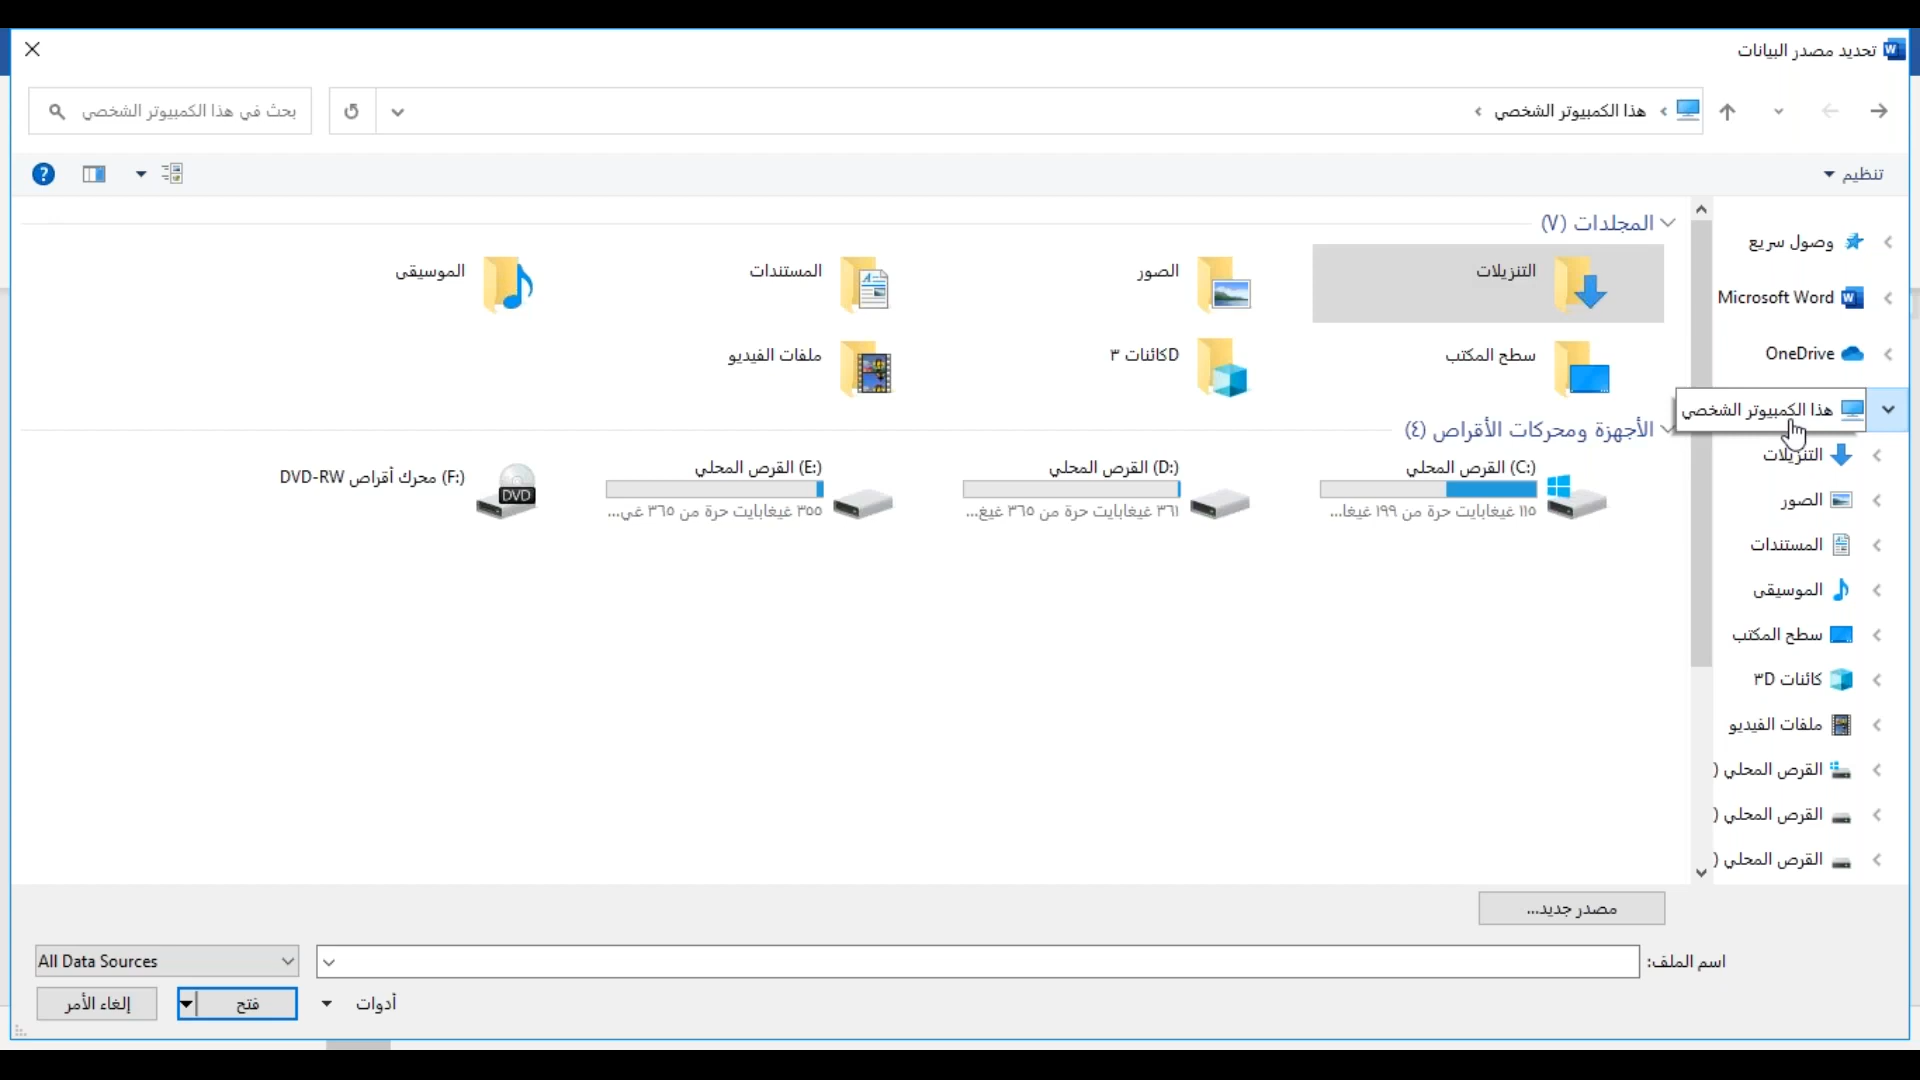 تحديد مصدر البيانات
هذا الكمبيوتر الشخصي
بحث في هذا الكمبيوتر الشخصي
تنظيم
وصول سريع
Microsoft Word
OneDrive
هذا الكمبيوتر الشخصي
التنزيلات
الصور
المستندات
الموسيقى
سطح المكتب
كائنات ٣D
ملفات الفيديو
القرص المحلي (
القرص المحلي (
القرص المحلي (
المجلدات (٧)
التنزيلات
الصور
المستندات
الموسيقى
سطح المكتب
كائنات ٣D
ملفات الفيديو
الأجهزة ومحركات الأقراص (٤)
القرص المحلي (C:)
١١٥ غيغابايت حرة من ١٩٩ غيغا...
القرص المحلي (D:)
٣٦١ غيغابايت حرة من ٣٦٥ غيغ...
القرص المحلي (E:)
٣٥٥ غيغابايت حرة من ٣٦٥ غي...
محرك أقراص DVD-RW (F:)
DVD
مصدر جديد...
اسم الملف:
All Data Sources
أدوات
فتح
إلغاء الأمر